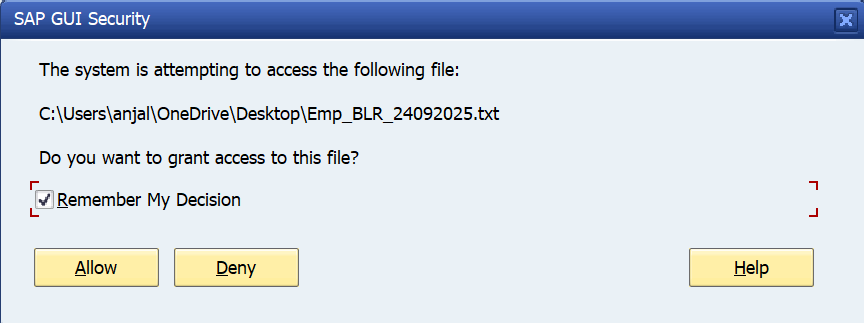 SAP GUI Security
The system is attempting to access the following file:
C:\Users\anjal\OneDrive\Desktop\Emp_BLR_24092025.txt
Do you want to grant access to this file?
Remember My Decision
Allow Deny Help